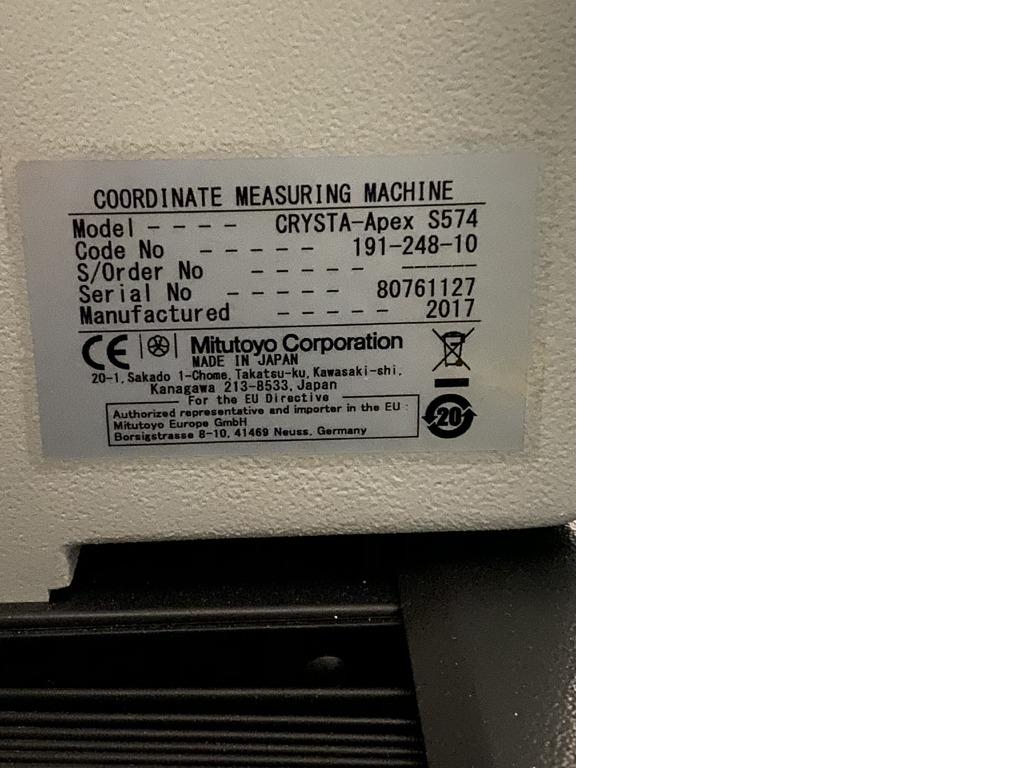 COORDINATE MEASURING MACHINE
Model ---- CRYSTA-Apex S574
Code No ----- 191-248-10
S/Order No ----- ------
Serial No ----- 80761127
Manufactured ----- 2017
CE Mitutoyo Corporation
MADE IN JAPAN
20-1, Sakado 1-Chome, Takatsu-ku, Kawasaki-shi,
Kanagawa 213-8533, Japan
For the EU Directive
Authorized representative and importer in the EU :
Mitutoyo Europe GmbH
Borsigstrasse 8-10, 41469 Neuss, Germany
20